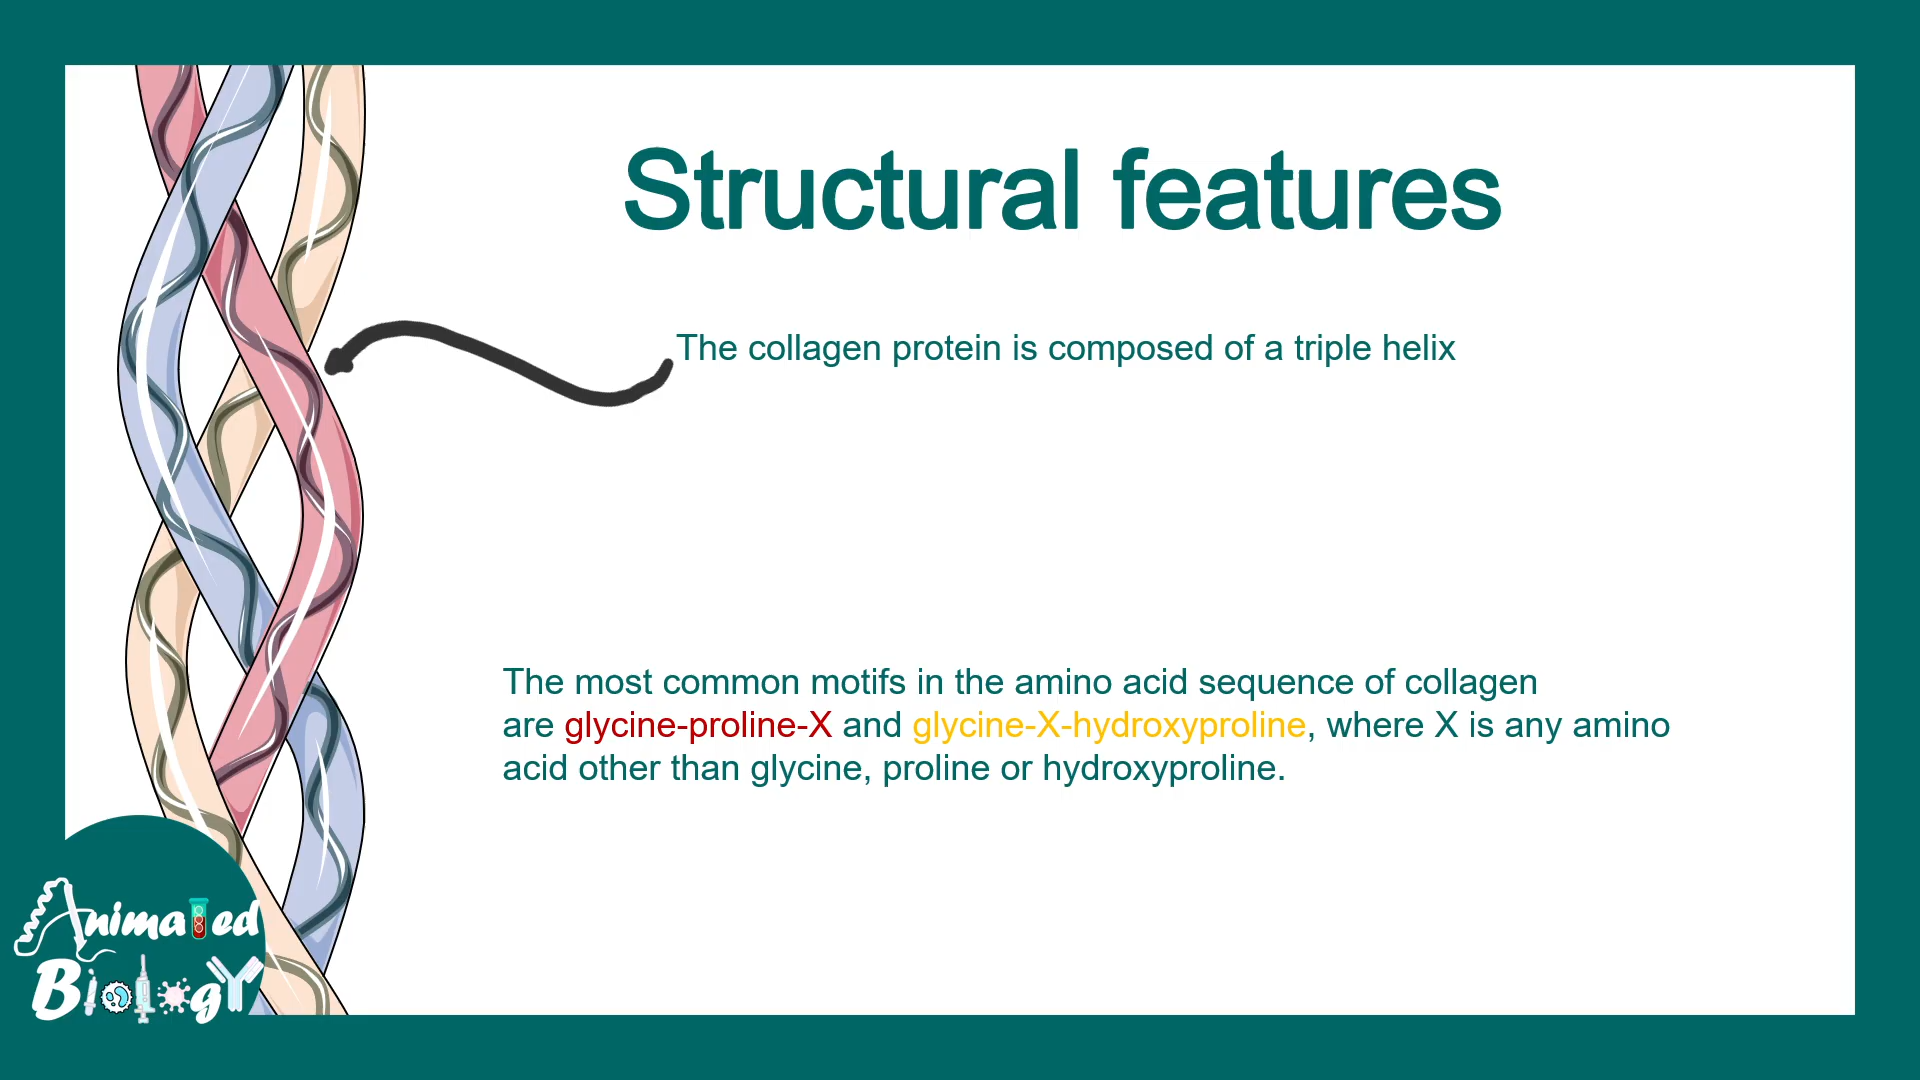 Structural features
The collagen protein is composed of a triple helix
The most common motifs in the amino acid sequence of collagen
are glycine-proline-X and glycine-X-hydroxyproline, where X is any amino
acid other than glycine, proline or hydroxyproline.
Animated
Biology